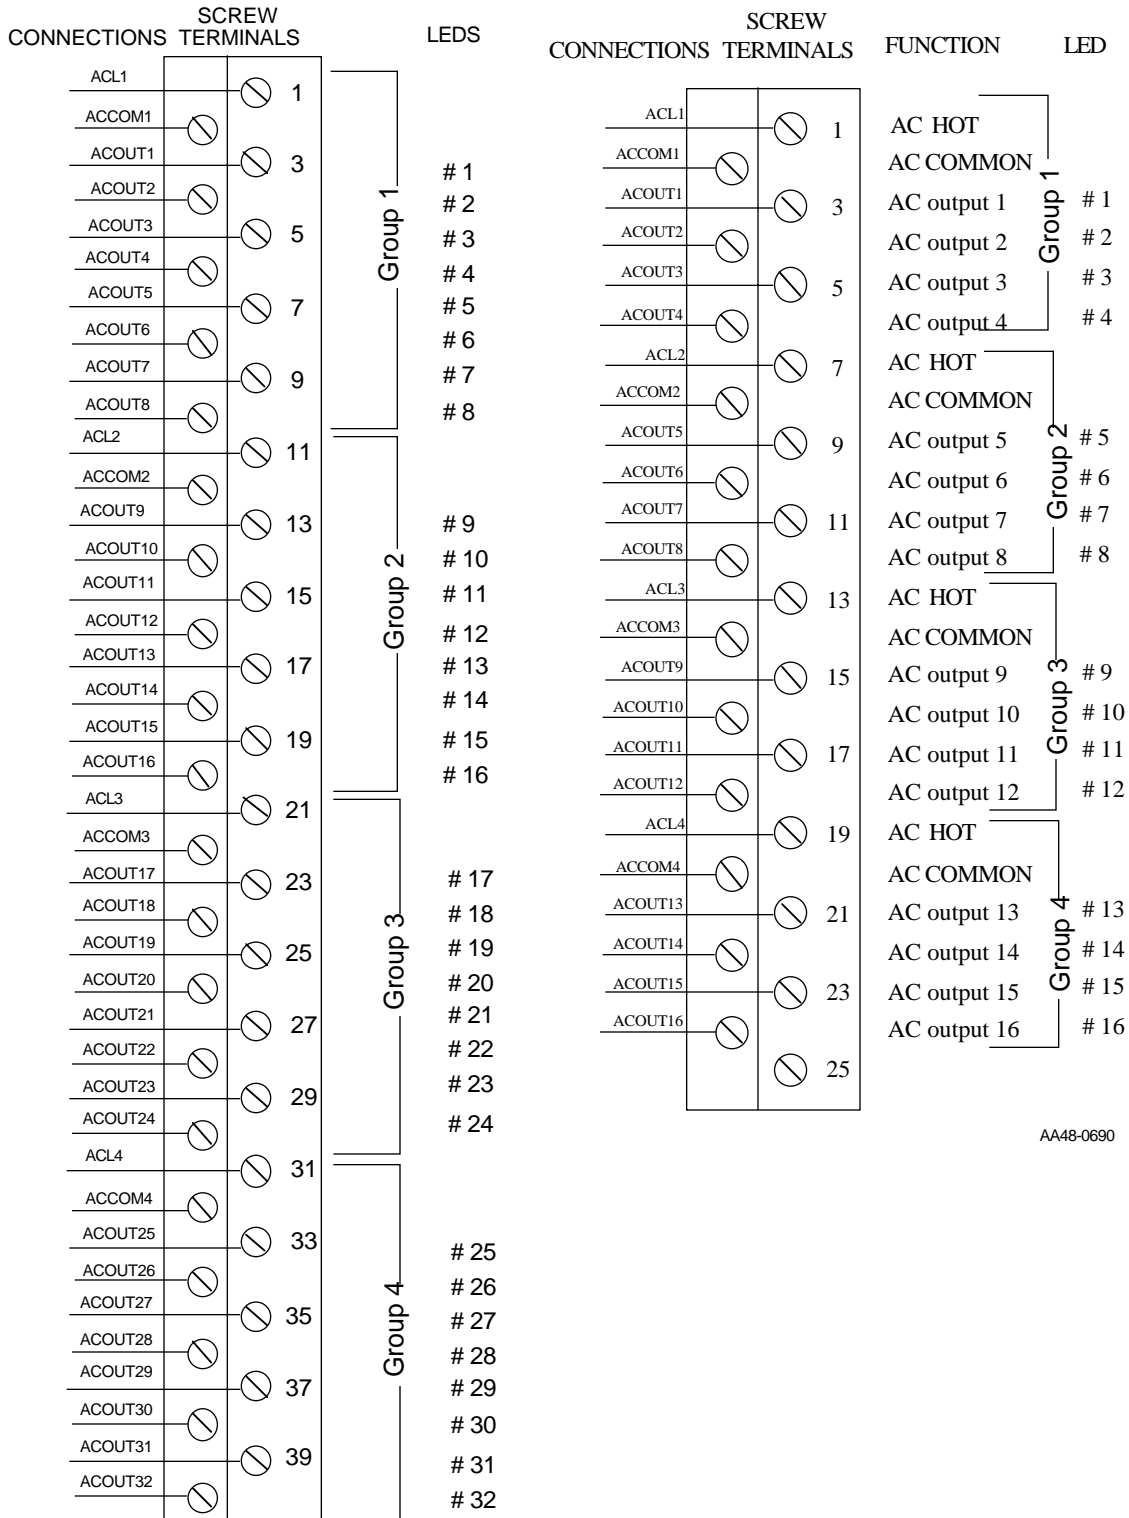 SCREW
CONNECTIONS TERMINALS
LEDS
ACL1
1
ACCOM1
ACOUT1
3
# 1
ACOUT2
# 2
ACOUT3
5
# 3
ACOUT4
# 4
ACOUT5
7
# 5
ACOUT6
# 6
ACOUT7
9
# 7
ACOUT8
# 8
Group 1
ACL2
11
ACCOM2
ACOUT9
13
# 9
ACOUT10
# 10
ACOUT11
15
# 11
ACOUT12
# 12
ACOUT13
17
# 13
ACOUT14
# 14
ACOUT15
19
# 15
ACOUT16
# 16
Group 2
ACL3
21
ACCOM3
ACOUT17
23
# 17
ACOUT18
# 18
ACOUT19
25
# 19
ACOUT20
# 20
ACOUT21
27
# 21
ACOUT22
# 22
ACOUT23
29
# 23
ACOUT24
# 24
Group 3
ACL4
31
ACCOM4
ACOUT25
33
# 25
ACOUT26
# 26
ACOUT27
35
# 27
ACOUT28
# 28
ACOUT29
37
# 29
ACOUT30
# 30
ACOUT31
39
# 31
ACOUT32
# 32
Group 4
SCREW
CONNECTIONS TERMINALS
FUNCTION
LED
ACL1
1
AC HOT
ACCOM1
AC COMMON
ACOUT1
3
AC output 1
# 1
ACOUT2
AC output 2
# 2
ACOUT3
5
AC output 3
# 3
ACOUT4
AC output 4
# 4
Group 1
ACL2
7
AC HOT
ACCOM2
AC COMMON
ACOUT5
9
AC output 5
# 5
ACOUT6
AC output 6
# 6
ACOUT7
11
AC output 7
# 7
ACOUT8
AC output 8
# 8
Group 2
ACL3
13
AC HOT
ACCOM3
AC COMMON
ACOUT9
15
AC output 9
# 9
ACOUT10
AC output 10
# 10
ACOUT11
17
AC output 11
# 11
ACOUT12
AC output 12
# 12
Group 3
ACL4
19
AC HOT
ACCOM4
AC COMMON
ACOUT13
21
AC output 13
# 13
ACOUT14
AC output 14
# 14
ACOUT15
23
AC output 15
# 15
ACOUT16
AC output 16
# 16
Group 4
25
AA48-0690